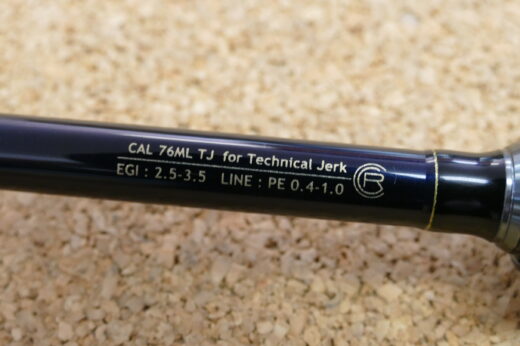 CAL 76ML TJ for Technical Jerk
EGI : 2.5-3.5 LINE : PE 0.4-1.0